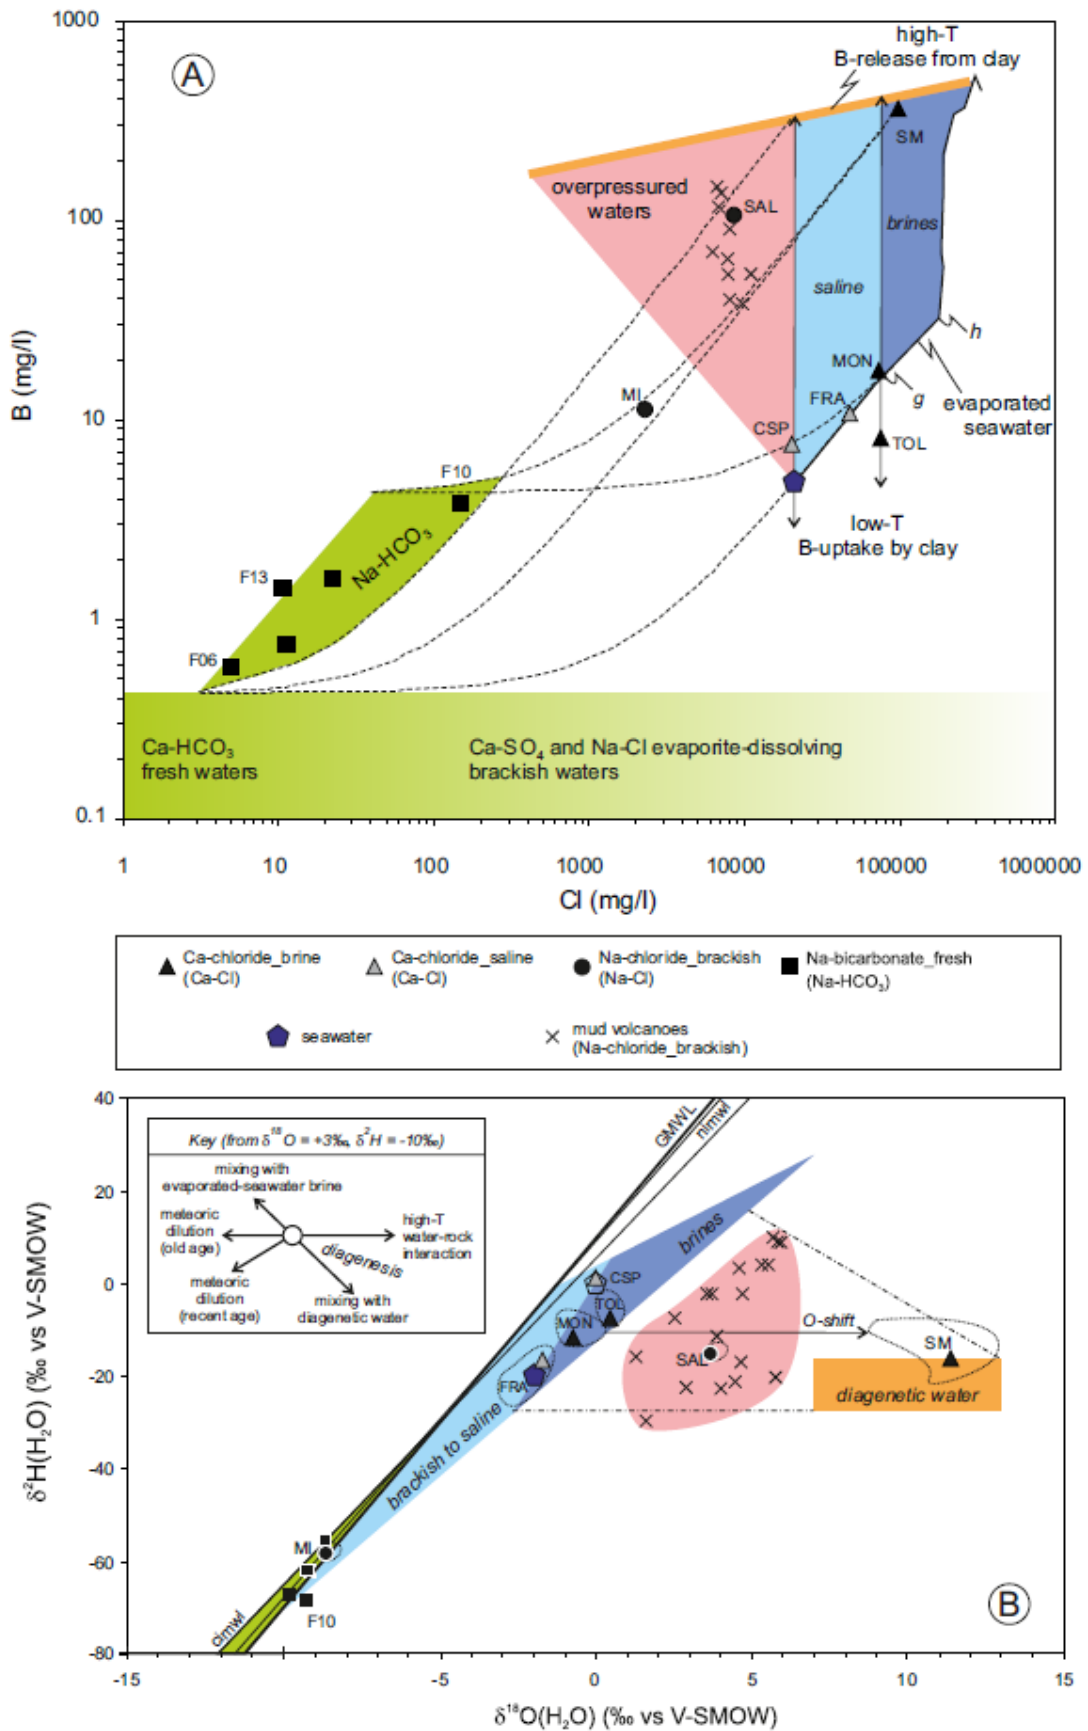 1000
100
10
1
0.1
B (mg/l)
A
high-T
B-release from clay
overpressured
waters
SM
SAL
brines
saline
h
MON
g
MI
FRA
evaporated
seawater
CSP
TOL
F10
low-T
B-uptake by clay
Na-HCO₃
F13
F06
Ca-HCO₃
fresh waters
Ca-SO₄ and Na-Cl evaporite-dissolving
brackish waters
1 10 100 1000 10000 100000 1000000
Cl (mg/l)
Ca-chloride_brine
(Ca-Cl)
Ca-chloride_saline
(Ca-Cl)
Na-chloride_brackish
(Na-Cl)
Na-bicarbonate_fresh
(Na-HCO₃)
seawater
mud volcanoes
(Na-chloride_brackish)
40
20
0
-20
-40
-60
-80
δ²H(H₂O) (‰ vs V-SMOW)
Key (from δ¹⁸O = +3‰, δ²H = -10‰)
mixing with
evaporated-seawater brine
meteoric
dilution
(old age)
high-T
water-rock
interaction
diagenesis
meteoric
dilution
(recent age)
mixing with
diagenetic water
GMWL
nimwl
brines
CSP
TOL
MON
O-shift
SM
SAL
FRA
diagenetic water
brackish to saline
MI
F10
cimwl
B
-15 -10 -5 0 5 10 15
δ¹⁸O(H₂O) (‰ vs V-SMOW)